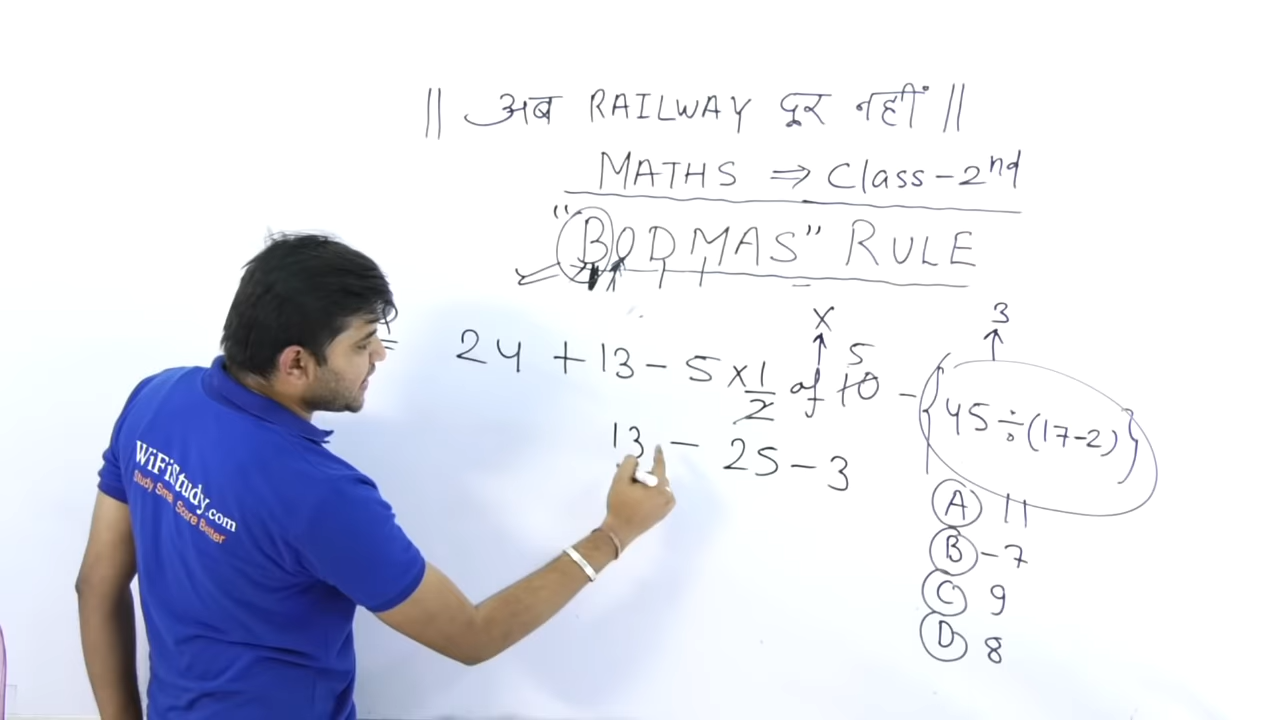 || अब RAILWAY दूर नहीं ||
MATHS ⇒ Class-2nd
"BODMAS" RULE
24 + 13 - 5 × 1/2 of 10 - {45 ÷ (17-2)}
×
5
3
13 - 25 - 3
(A) 11
(B) -7
(C) 9
(D) 8
WiFiStudy.com
Study Sma Score Better